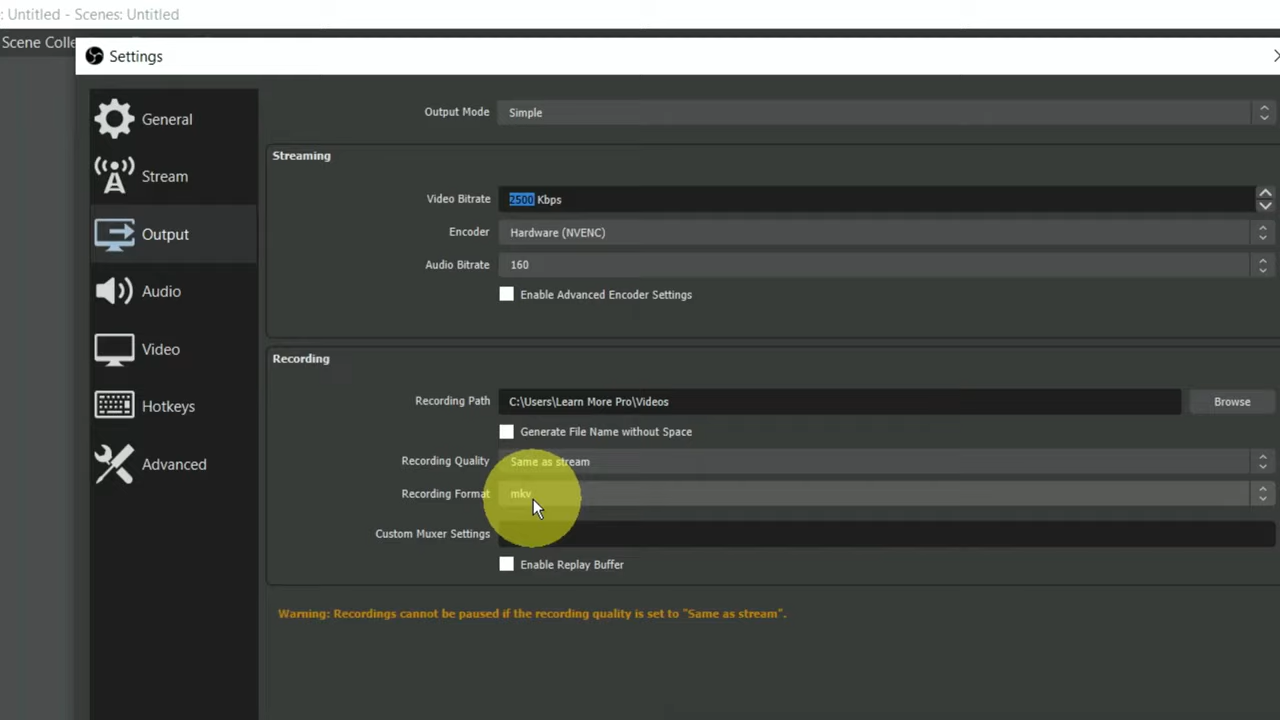 : Untitled - Scenes: Untitled
Scene Colle
Settings
General
Stream
Output
Audio
Video
Hotkeys
Advanced
Output Mode Simple
Streaming
Video Bitrate 2500 Kbps
Encoder Hardware (NVENC)
Audio Bitrate 160
Enable Advanced Encoder Settings
Recording
Recording Path C:\Users\Learn More Pro\Videos Browse
Generate File Name without Space
Recording Quality Same as stream
Recording Format mkv
Custom Muxer Settings
Enable Replay Buffer
Warning: Recordings cannot be paused if the recording quality is set to "Same as stream".